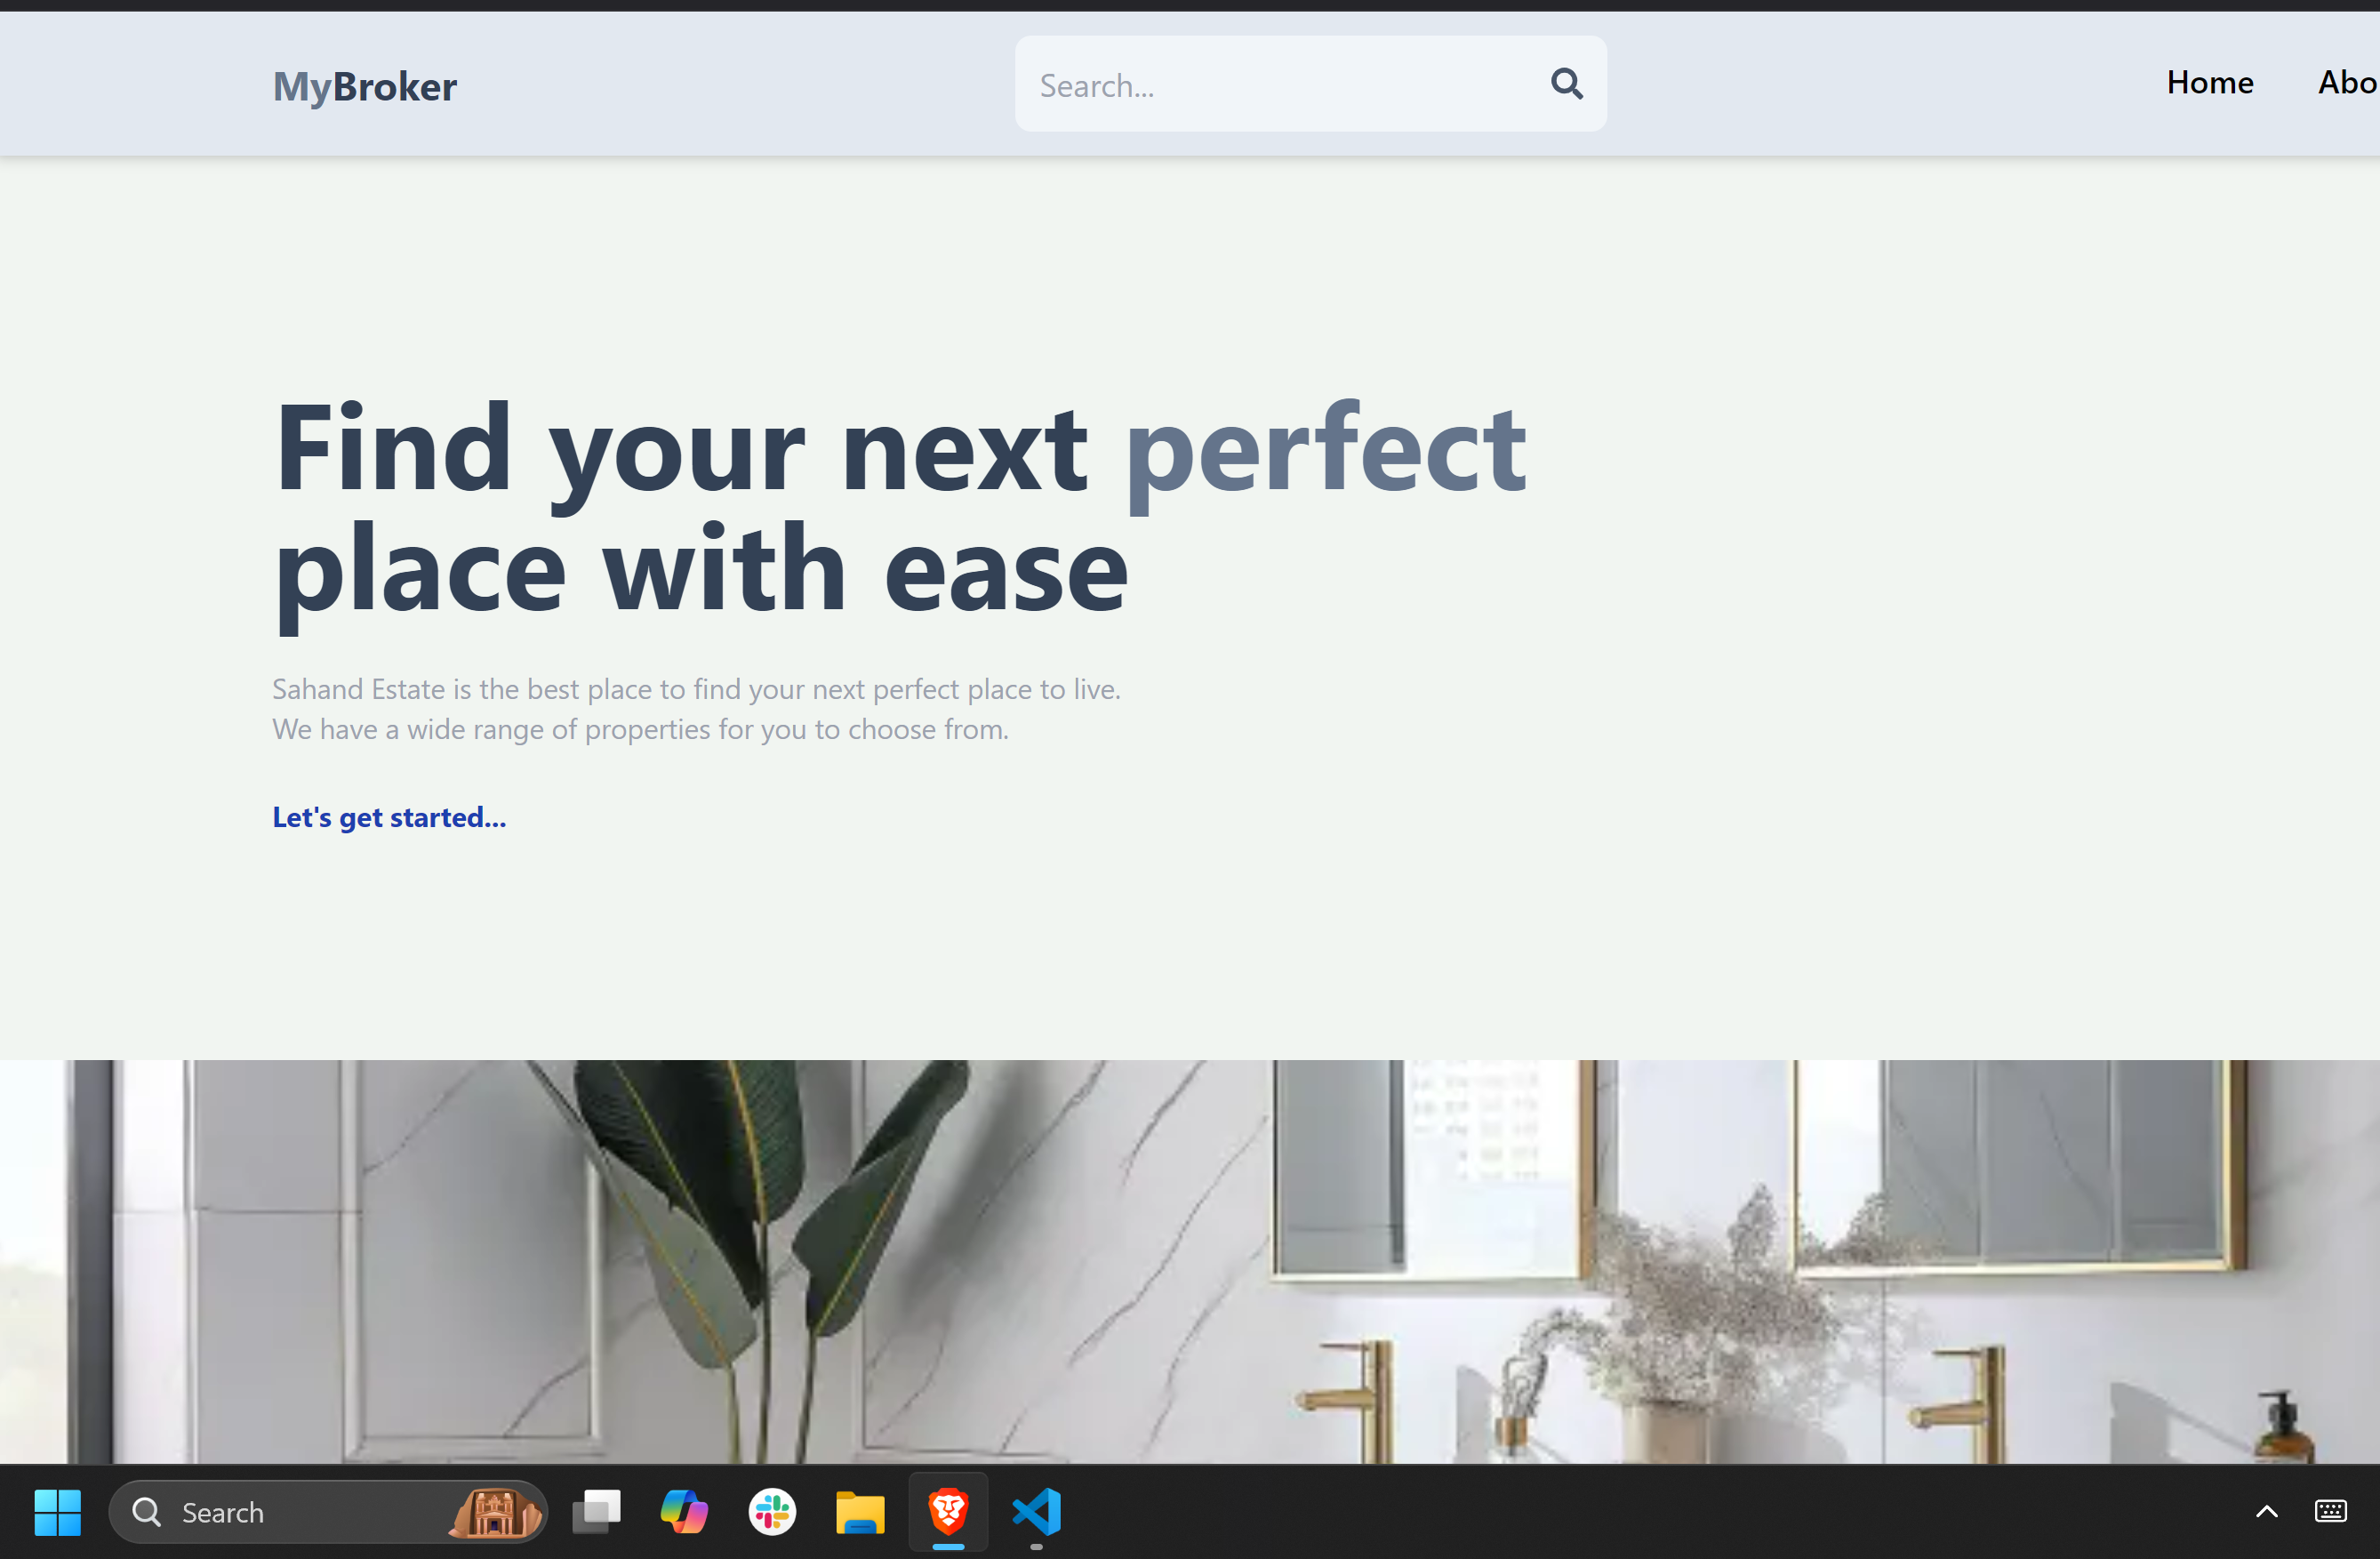 MyBroker
Search...
Home
Abo
Find your next perfect
place with ease
Sahand Estate is the best place to find your next perfect place to live.
We have a wide range of properties for you to choose from.
Let's get started...
Search